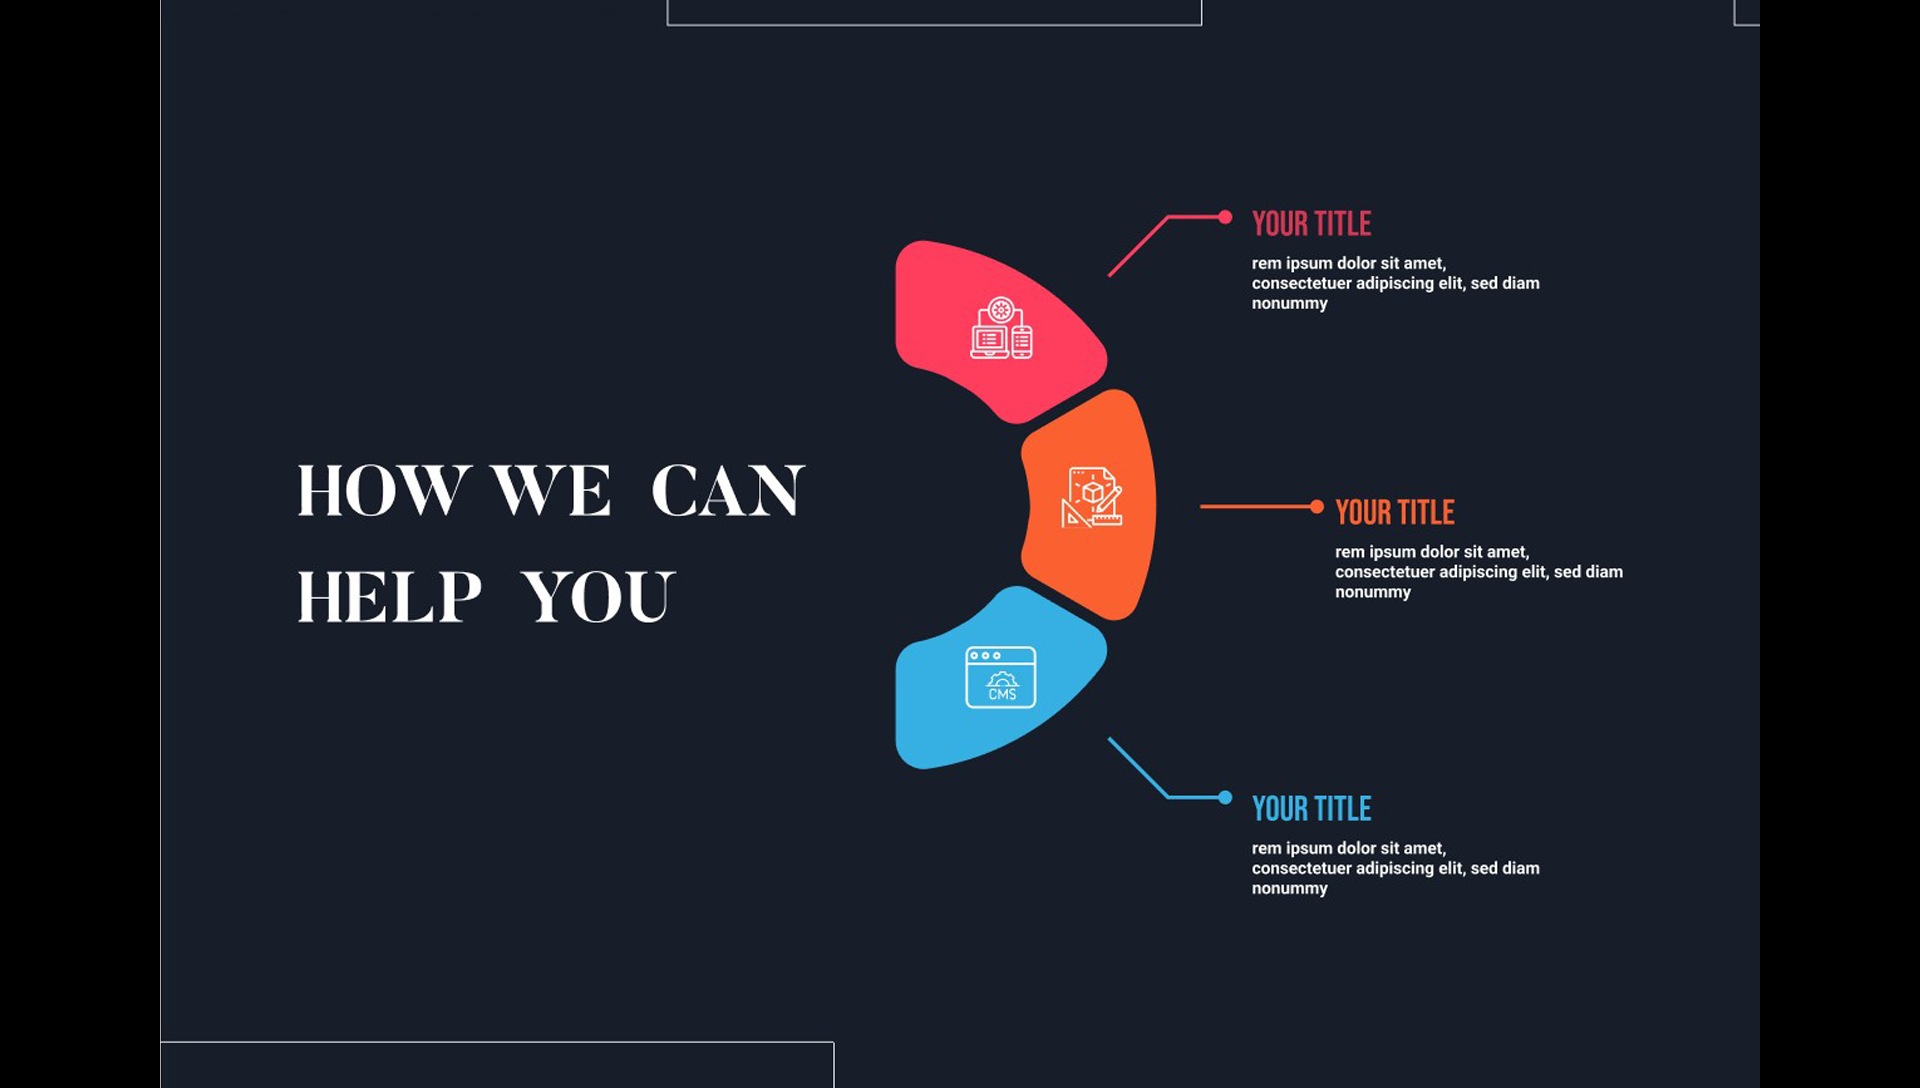 HOW WE CAN
HELP YOU
YOUR TITLE
rem ipsum dolor sit amet,
consectetuer adipiscing elit, sed diam
nonummy
YOUR TITLE
rem ipsum dolor sit amet,
consectetuer adipiscing elit, sed diam
nonummy
CMS
YOUR TITLE
rem ipsum dolor sit amet,
consectetuer adipiscing elit, sed diam
nonummy